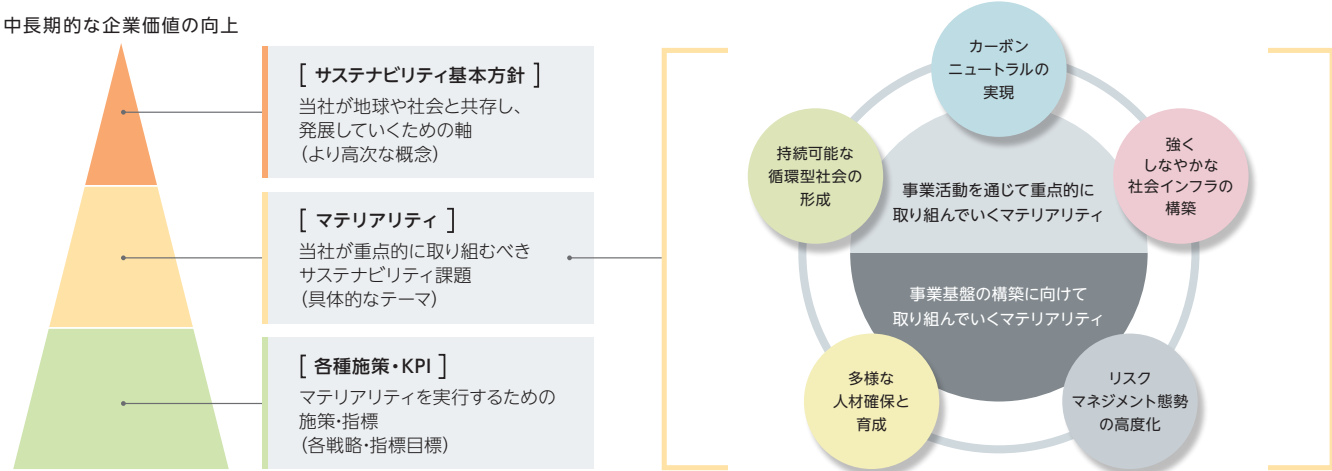 中長期的な企業価値の向上
[ サステナビリティ基本方針 ]
当社が地球や社会と共存し、
発展していくための軸
(より高次な概念)
[ マテリアリティ ]
当社が重点的に取り組むべき
サステナビリティ課題
(具体的なテーマ)
[ 各種施策・KPI ]
マテリアリティを実行するための
施策・指標
(各戦略・指標目標)
カーボン
ニュートラルの
実現
持続可能な
循環型社会の
形成
強く
しなやかな
社会インフラの
構築
事業活動を通じて重点的に
取り組んでいくマテリアリティ
事業基盤の構築に向けて
取り組んでいくマテリアリティ
多様な
人材確保と
育成
リスク
マネジメント態勢
の高度化